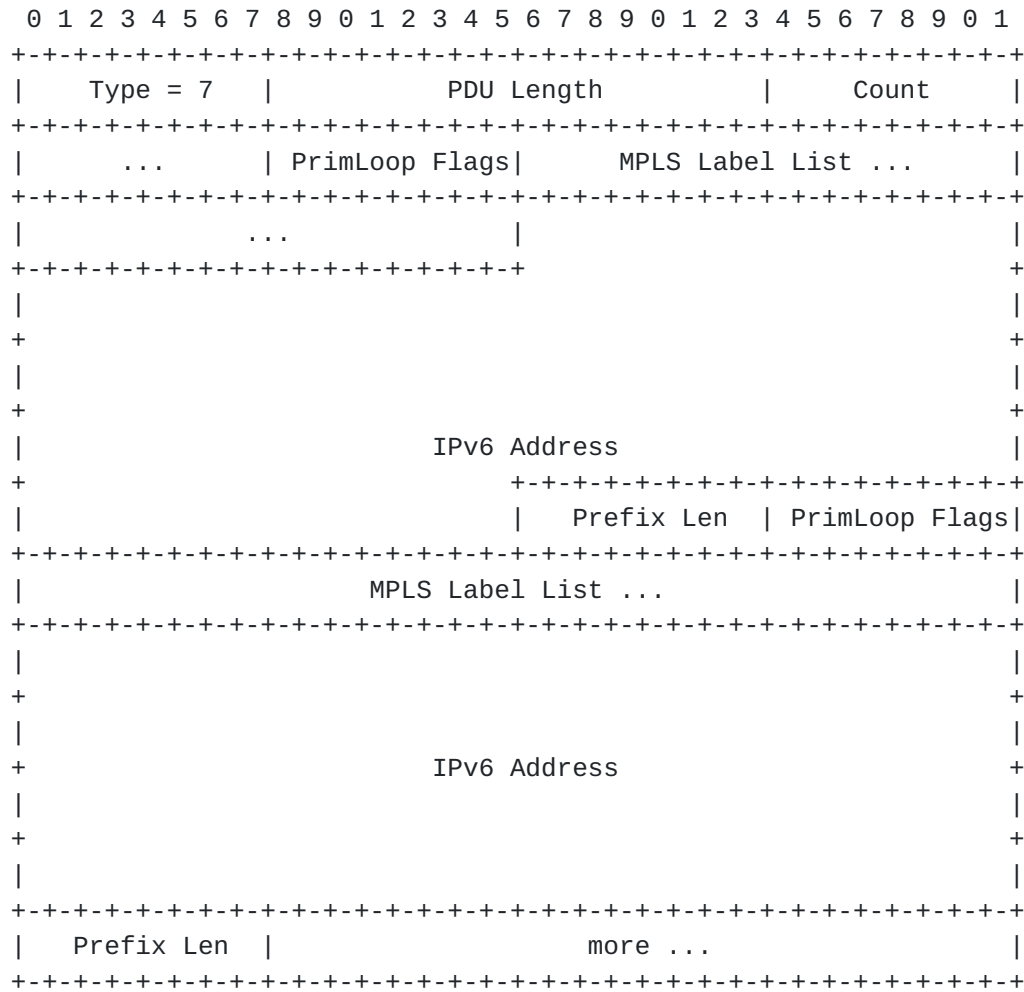 0 1 2 3 4 5 6 7 8 9 0 1 2 3 4 5 6 7 8 9 0 1 2 3 4 5 6 7 8 9 0 1
+-+-+-+-+-+-+-+-+-+-+-+-+-+-+-+-+-+-+-+-+-+-+-+-+-+-+-+-+-+-+-+-+
|    Type = 7   |           PDU Length          |     Count     |
+-+-+-+-+-+-+-+-+-+-+-+-+-+-+-+-+-+-+-+-+-+-+-+-+-+-+-+-+-+-+-+-+
|      ...      | PrimLoop Flags|      MPLS Label List ...      |
+-+-+-+-+-+-+-+-+-+-+-+-+-+-+-+-+-+-+-+-+-+-+-+-+-+-+-+-+-+-+-+-+
|              ...              |                               |
+-+-+-+-+-+-+-+-+-+-+-+-+-+-+-+-+                               +
|                                                               |
+                                                               +
|                                                               |
+                                                               +
|                          IPv6 Address                         |
+                               +-+-+-+-+-+-+-+-+-+-+-+-+-+-+-+-+
|                               |   Prefix Len  | PrimLoop Flags|
+-+-+-+-+-+-+-+-+-+-+-+-+-+-+-+-+-+-+-+-+-+-+-+-+-+-+-+-+-+-+-+-+
|                      MPLS Label List ...                      |
+-+-+-+-+-+-+-+-+-+-+-+-+-+-+-+-+-+-+-+-+-+-+-+-+-+-+-+-+-+-+-+-+
|                                                               |
+                                                               +
|                                                               |
+                          IPv6 Address                         +
|                                                               |
+                                                               +
|                                                               |
+-+-+-+-+-+-+-+-+-+-+-+-+-+-+-+-+-+-+-+-+-+-+-+-+-+-+-+-+-+-+-+-+
|   Prefix Len  |                    more ...                   |
+-+-+-+-+-+-+-+-+-+-+-+-+-+-+-+-+-+-+-+-+-+-+-+-+-+-+-+-+-+-+-+-+